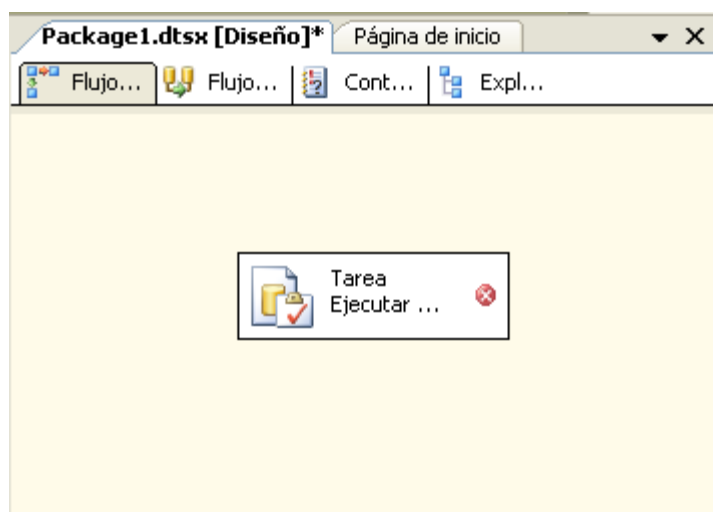 Package1.dtsx [Diseño]* Página de inicio
Flujo... Flujo... Cont... Expl...
Tarea
Ejecutar ...